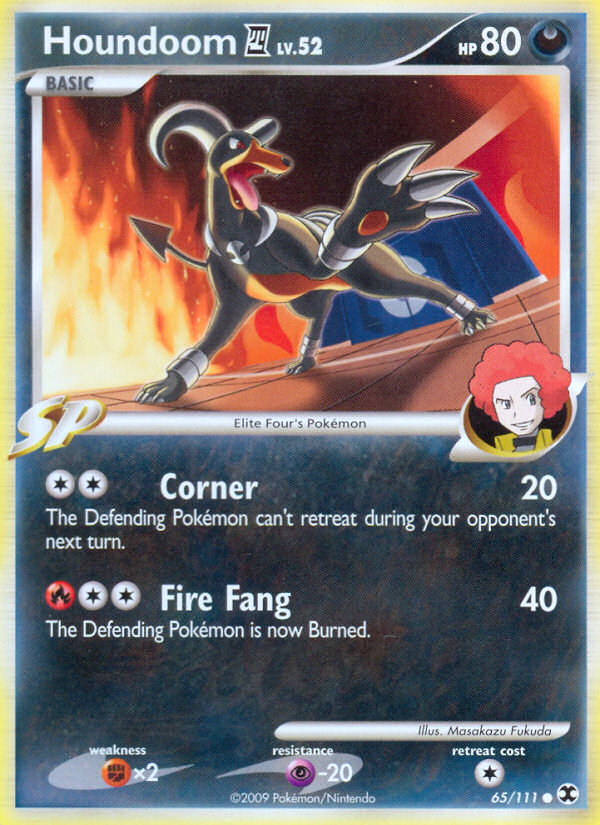 Houndoom LV.52 HP 80
BASIC
SP
Elite Four's Pokémon
Corner 20
The Defending Pokémon can't retreat during your opponent's
next turn.
Fire Fang 40
The Defending Pokémon is now Burned.
Illus. Masakazu Fukuda
weakness resistance retreat cost
×2 -20
©2009 Pokémon/Nintendo 65/111